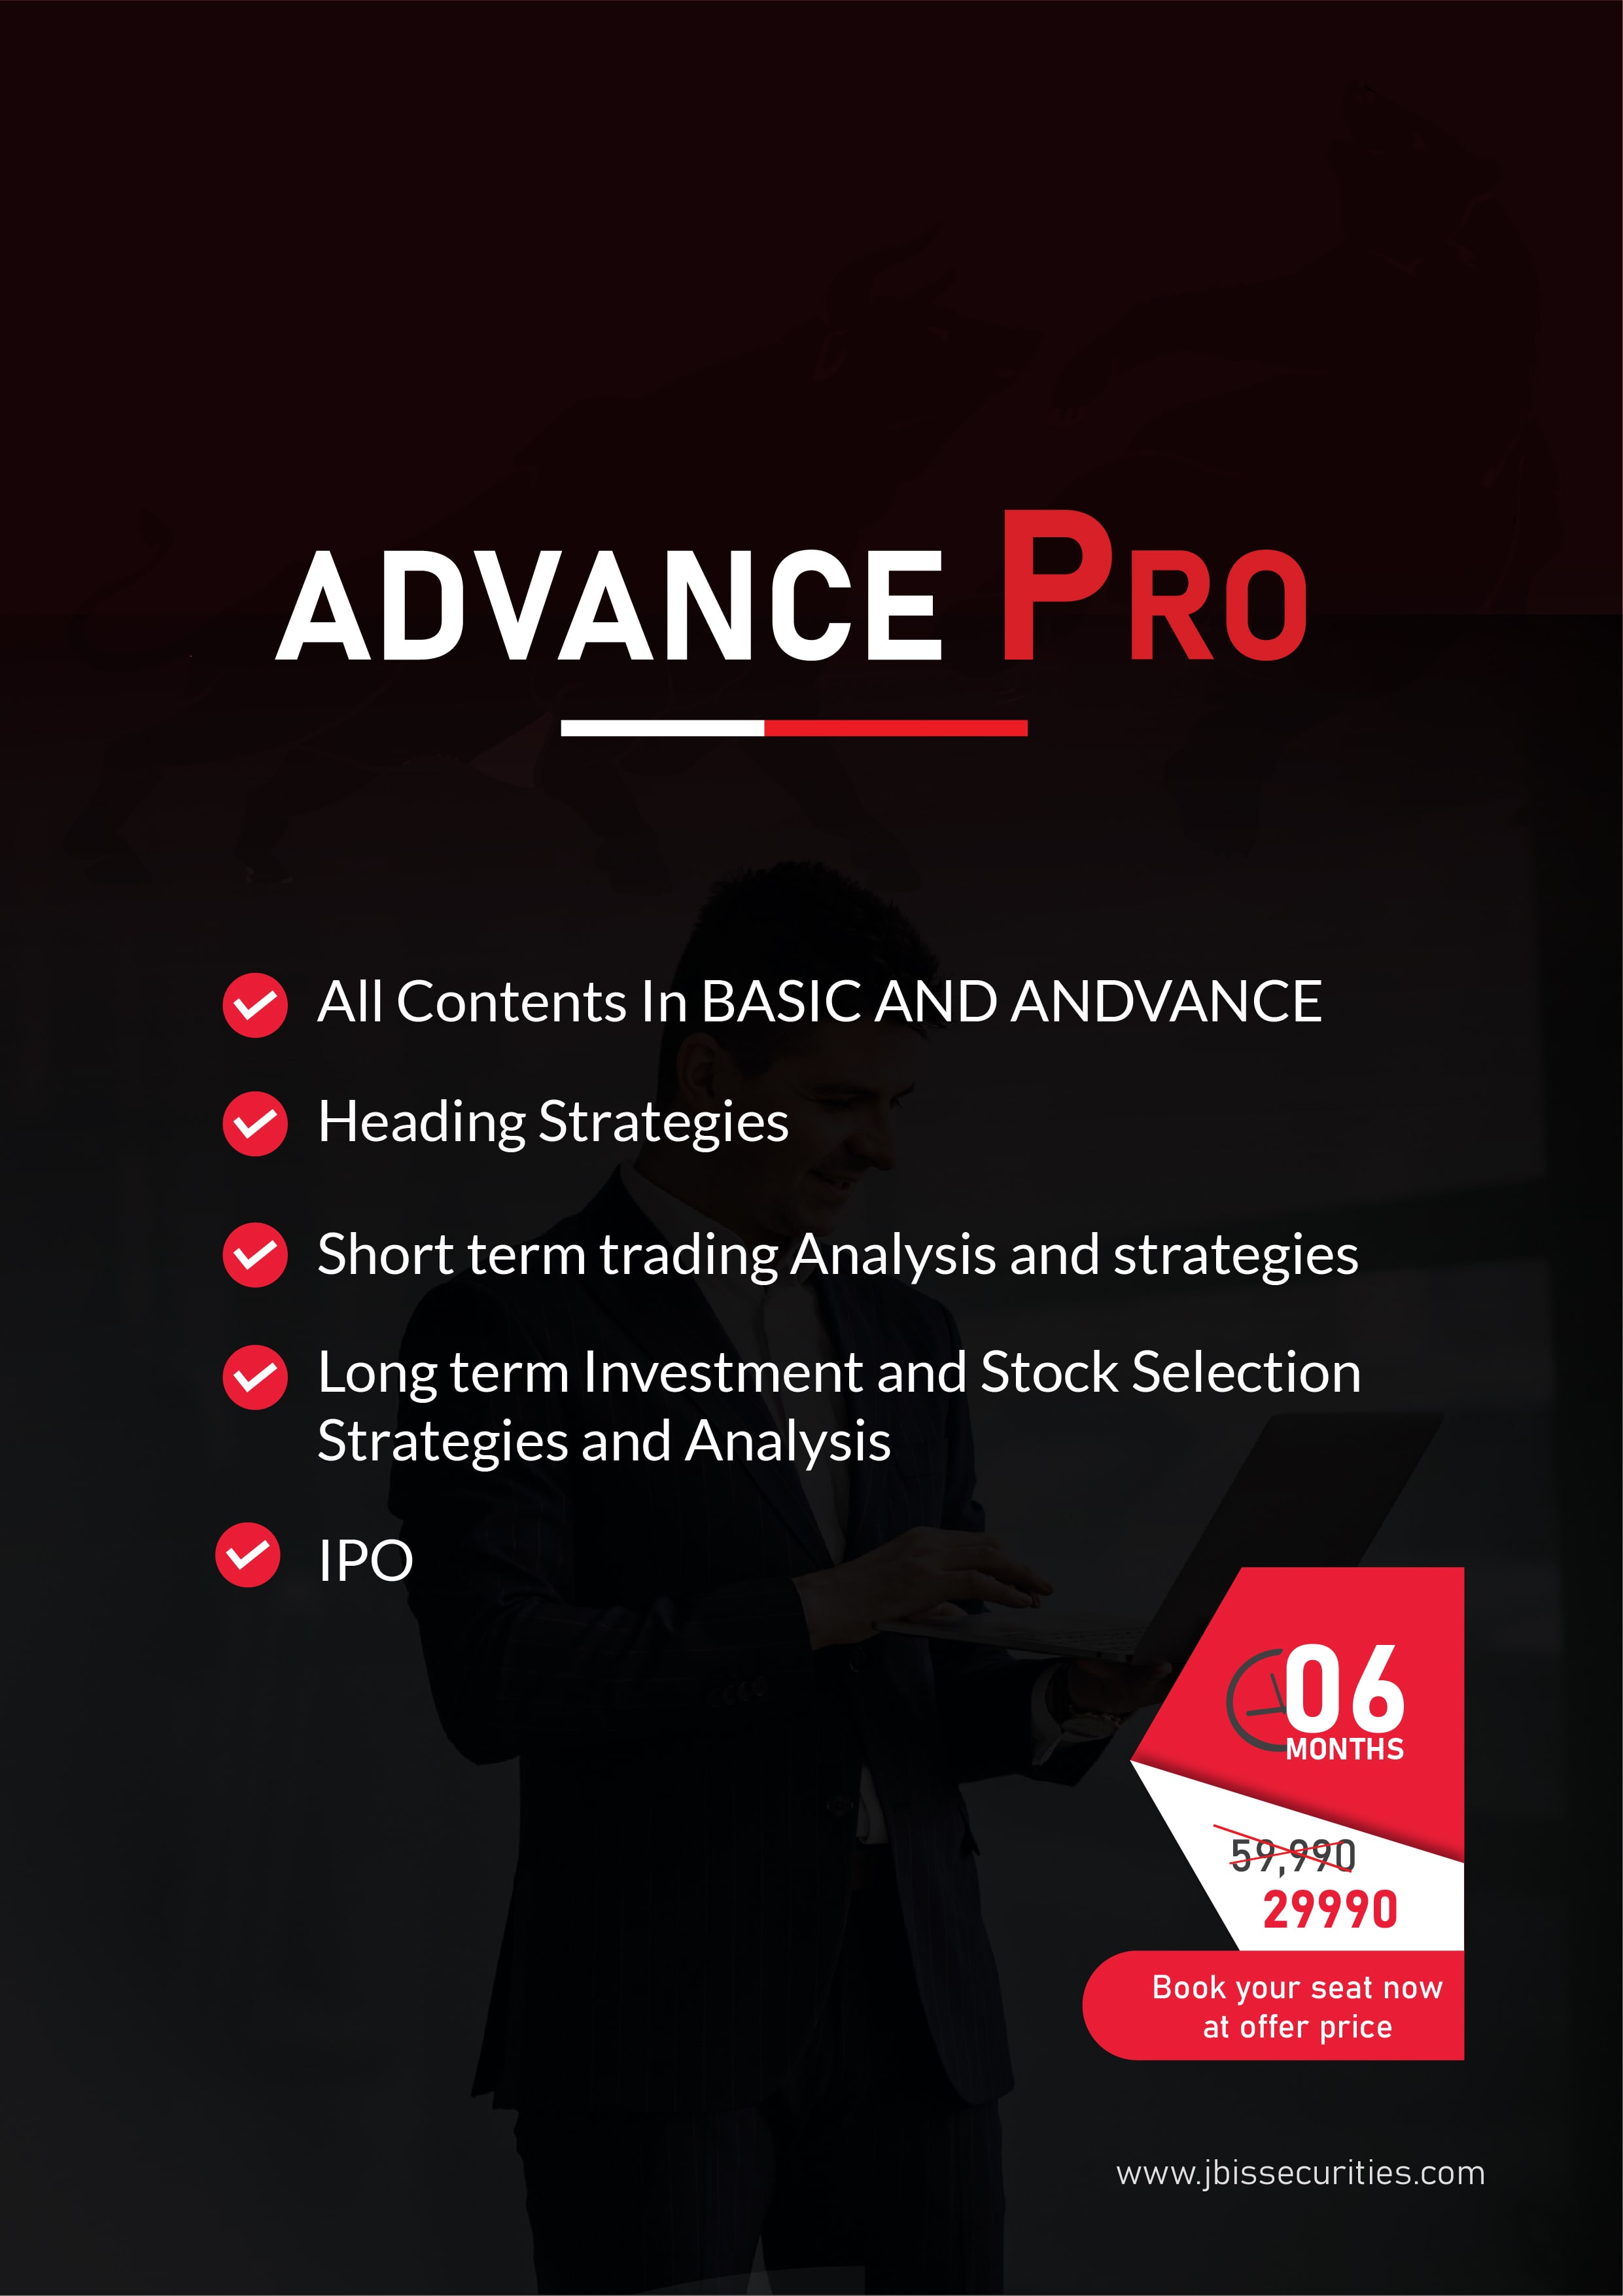 ADVANCE PRO
All Contents In BASIC AND ANDVANCE
Heading Strategies
Short term trading Analysis and strategies
Long term Investment and Stock Selection
Strategies and Analysis
IPO
06
MONTHS
59,990
29990
Book your seat now
at offer price
www.jbissecurities.com